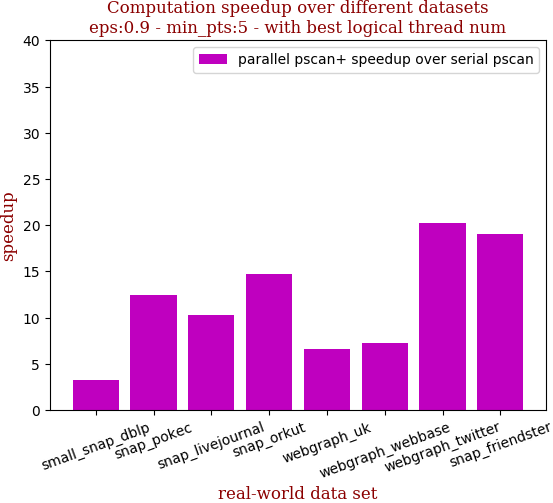 Computation speedup over different datasets
eps:0.9 - min_pts:5 - with best logical thread num
parallel pscan+ speedup over serial pscan
speedup
40
35
30
25
20
15
10
5
0
small_snap_dblp
snap_pokec
snap_livejournal
snap_orkut
webgraph_uk
webgraph_webbase
webgraph_twitter
snap_friendster
real-world data set